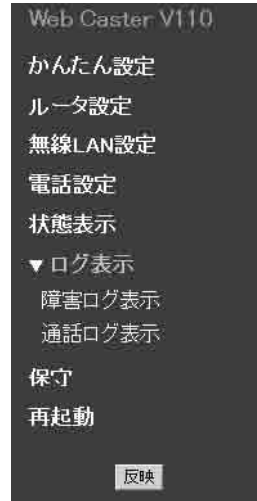 Web Caster V110
かんたん設定
ルータ設定
無線LAN設定
電話設定
状態表示
▼ログ表示
障害ログ表示
通話ログ表示
保守
再起動
反映